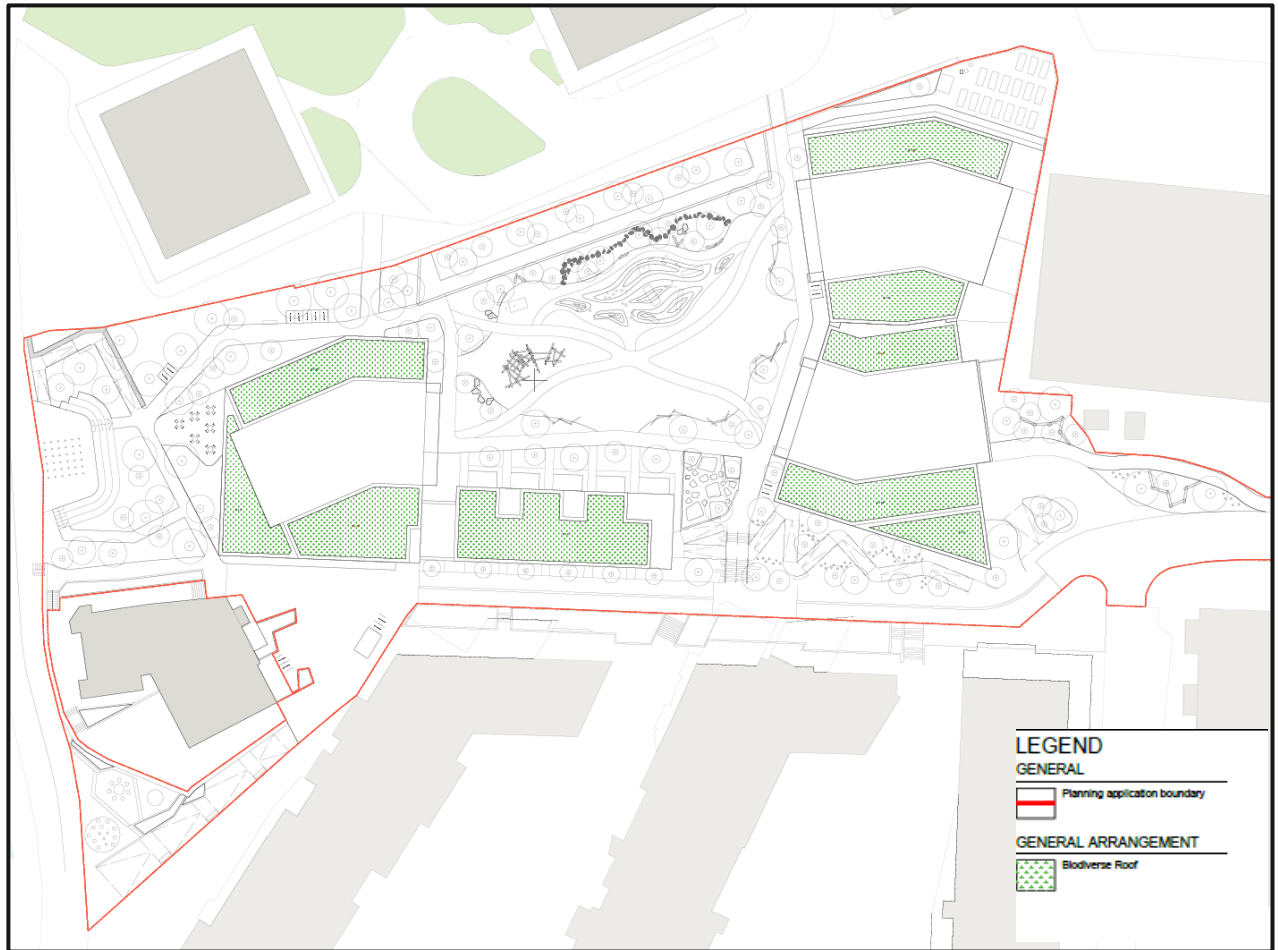 LEGEND
GENERAL
Planning application boundary
GENERAL ARRANGEMENT
Biodiverse Roof